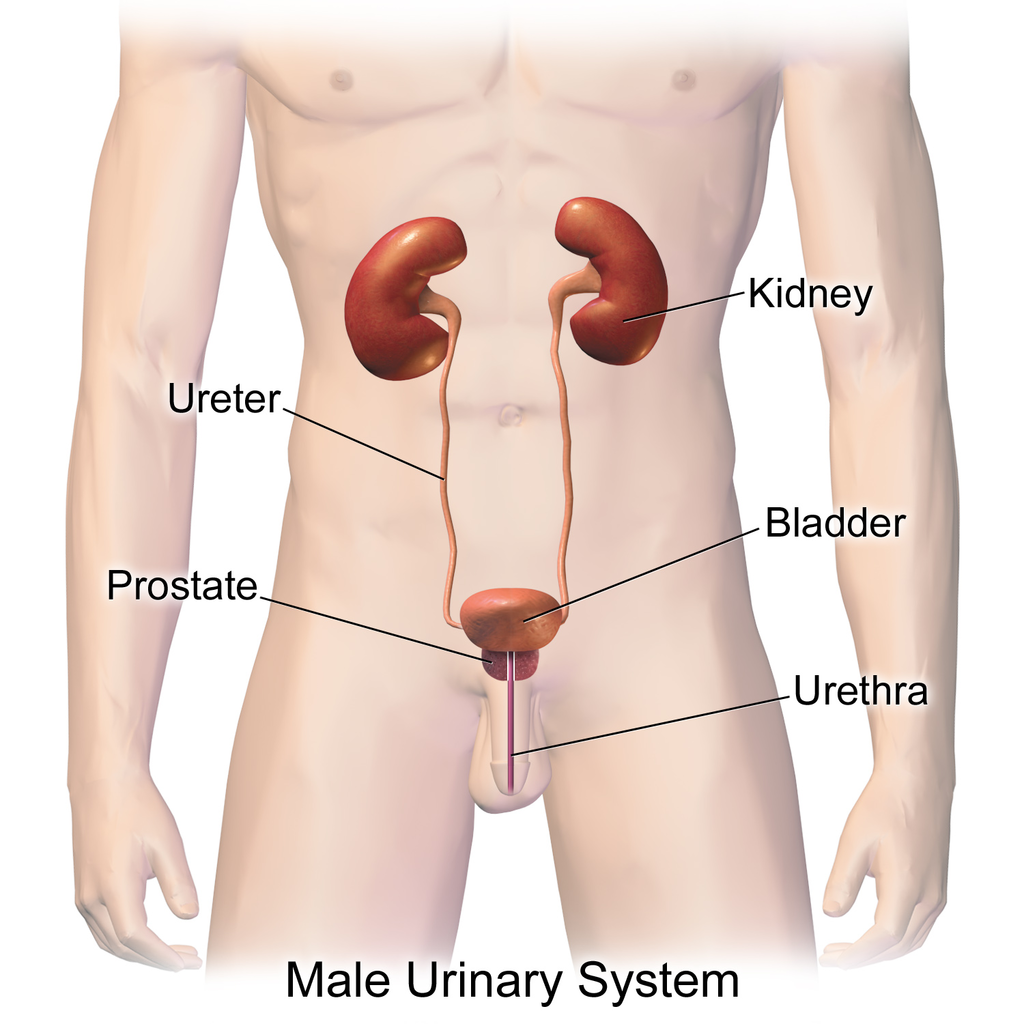 Kidney
Ureter
Bladder
Prostate
Urethra
Male Urinary System